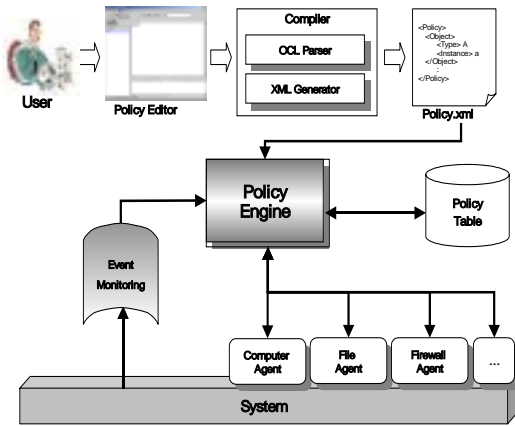 Compiler
OCL Parser
XML Generator
<Policy>
<Object>
<Type> A
<Instance> a
</Object>
:
</Policy>
User
Policy Editor
Policy.xml
Policy
Engine
Policy
Table
Event
Monitoring
Computer
Agent
File
Agent
Firewall
Agent
...
System